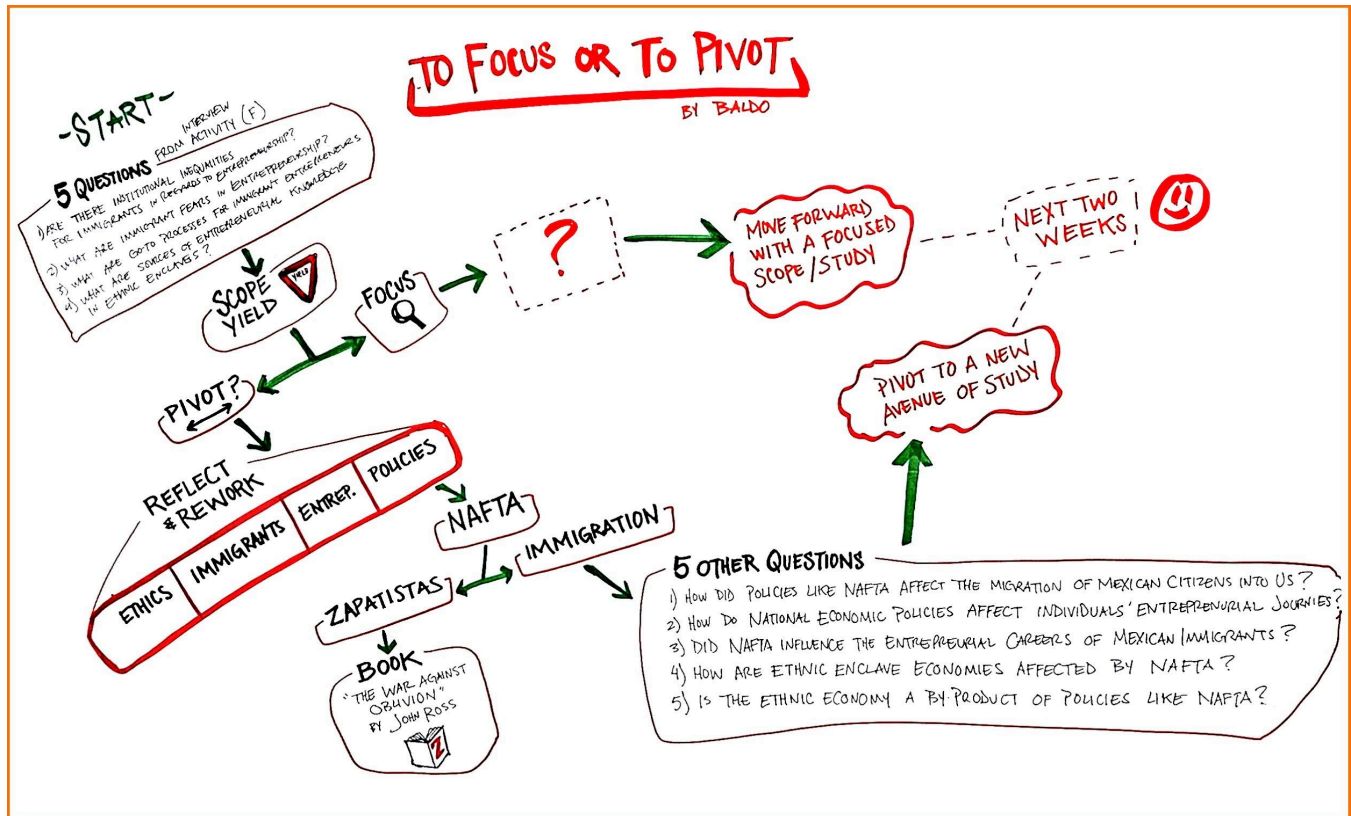 TO FOCUS OR TO PIVOT
BY BALDO
-START-
5 QUESTIONS FROM INTERVIEW ACTIVITY (F)
1) ARE THERE INSTITUTIONAL INEQUALITIES
FOR IMMIGRANTS IN REGARDS TO ENTREPRENEURSHIP?
2) WHAT ARE IMMIGRANT FEARS IN ENTREPRENEURSHIP?
3) WHAT ARE GO-TO PROCESSES FOR IMMIGRANT ENTREPRENEURS
4) WHAT ARE SOURCES OF ENTREPRENEURIAL KNOWLEDGE
IN ETHNIC ENCLAVES?
SCOPE
YIELD
YIELD
FOCUS
?
MOVE FORWARD
WITH A FOCUSED
SCOPE/STUDY
NEXT TWO
WEEKS
PIVOT?
REFLECT
& REWORK
ETHICS
IMMIGRANTS
ENTREP.
POLICIES
NAFTA
ZAPATISTAS
IMMIGRATION
BOOK
"THE WAR AGAINST
OBLIVION"
BY JOHN ROSS
Z
5 OTHER QUESTIONS
1) HOW DID POLICIES LIKE NAFTA AFFECT THE MIGRATION OF MEXICAN CITIZENS INTO US?
2) HOW DO NATIONAL ECONOMIC POLICIES AFFECT INDIVIDUALS' ENTREPRENURIAL JOURNIES?
3) DID NAFTA INFLUENCE THE ENTREPEURIAL CAREERS OF MEXICAN IMMIGRANTS?
4) HOW ARE ETHNIC ENCLAVE ECONOMIES AFFECTED BY NAFTA?
5) IS THE ETHNIC ECONOMY A BY-PRODUCT OF POLICIES LIKE NAFTA?
PIVOT TO A NEW
AVENUE OF STUDY